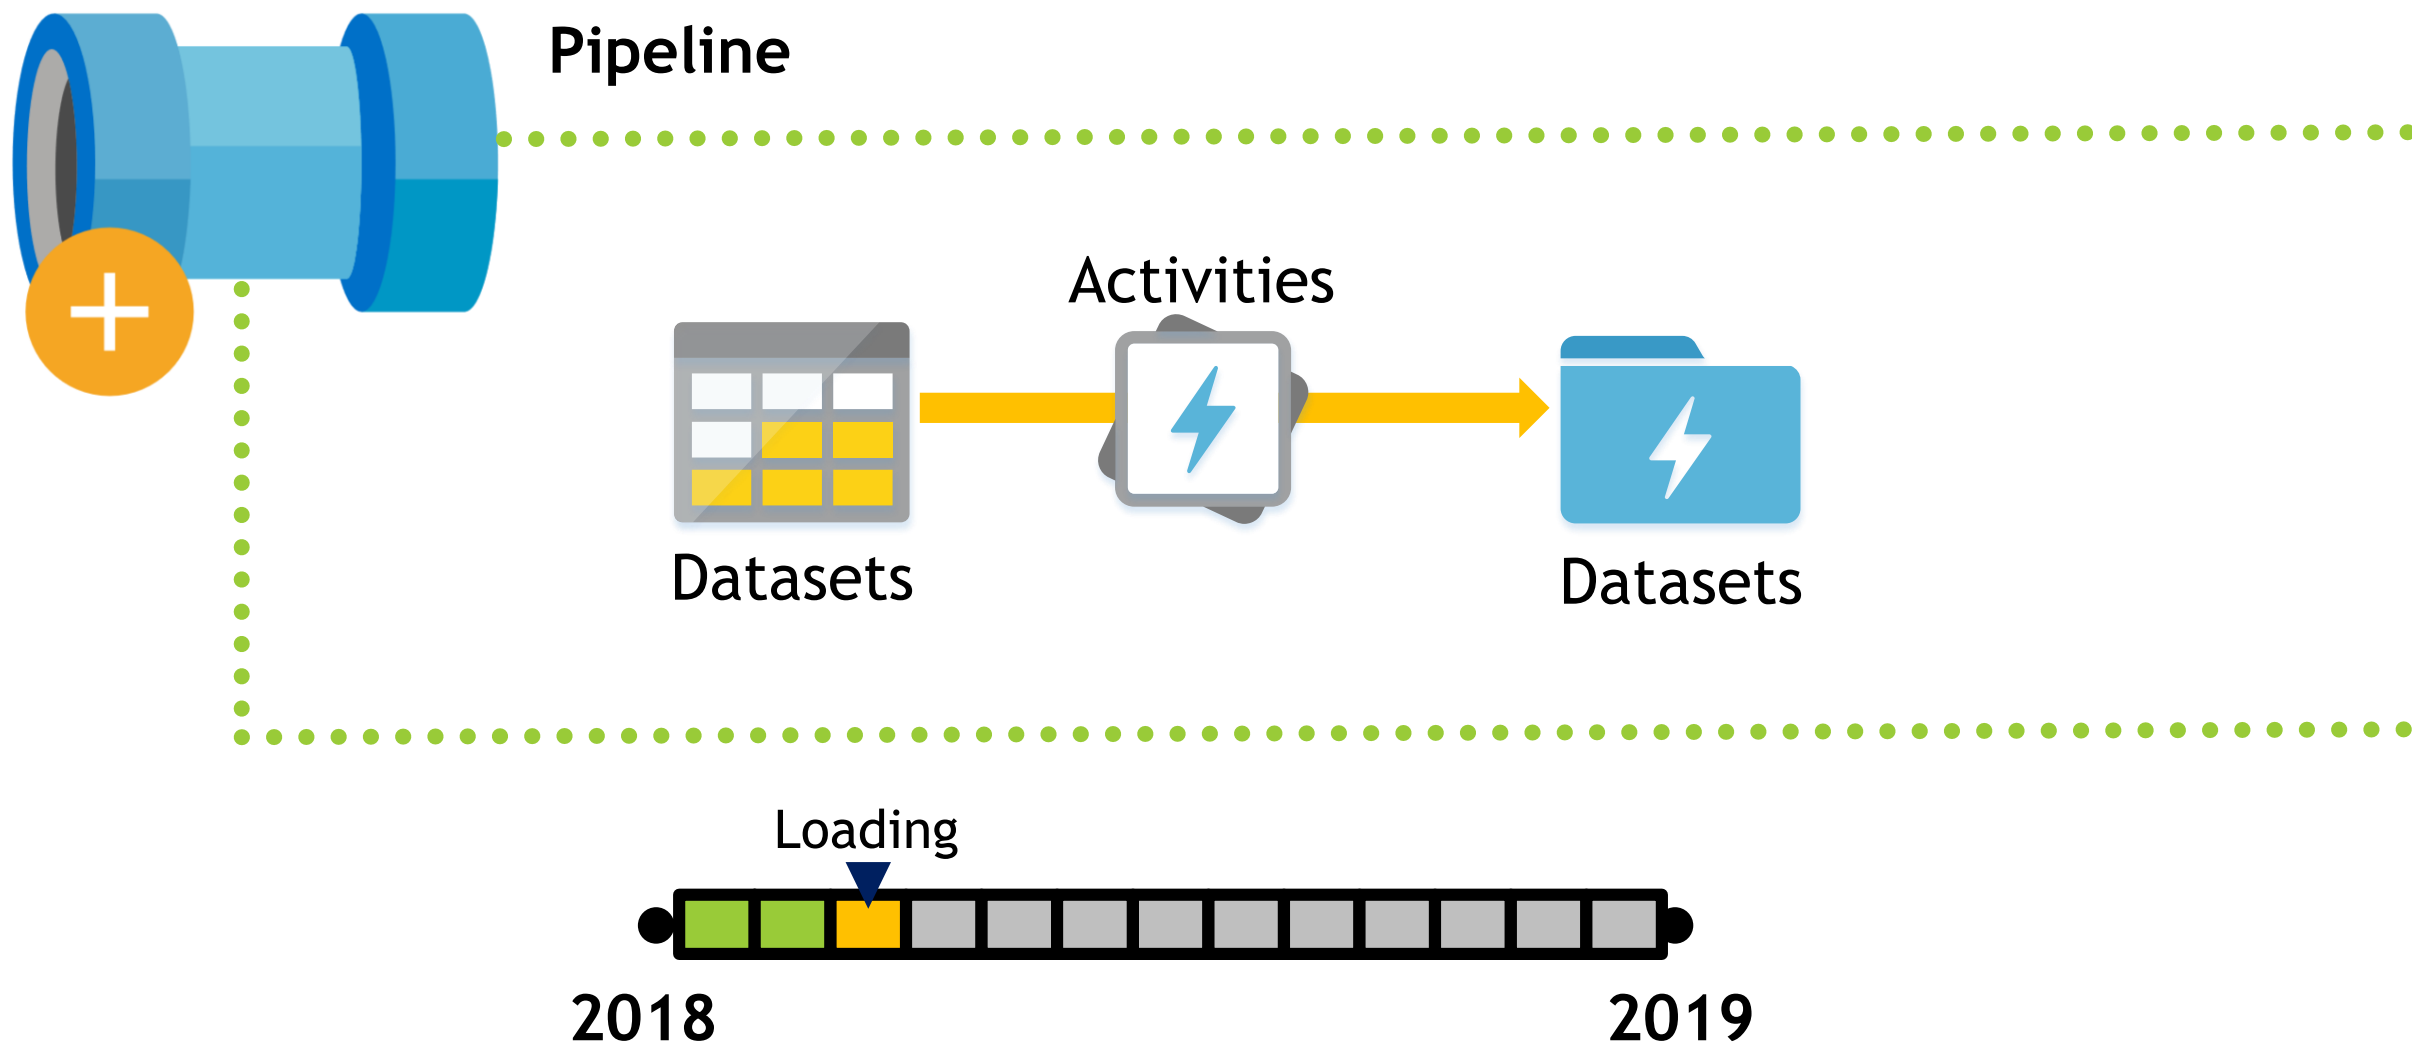 Pipeline
Activities
Datasets
Datasets
Loading
2018
2019